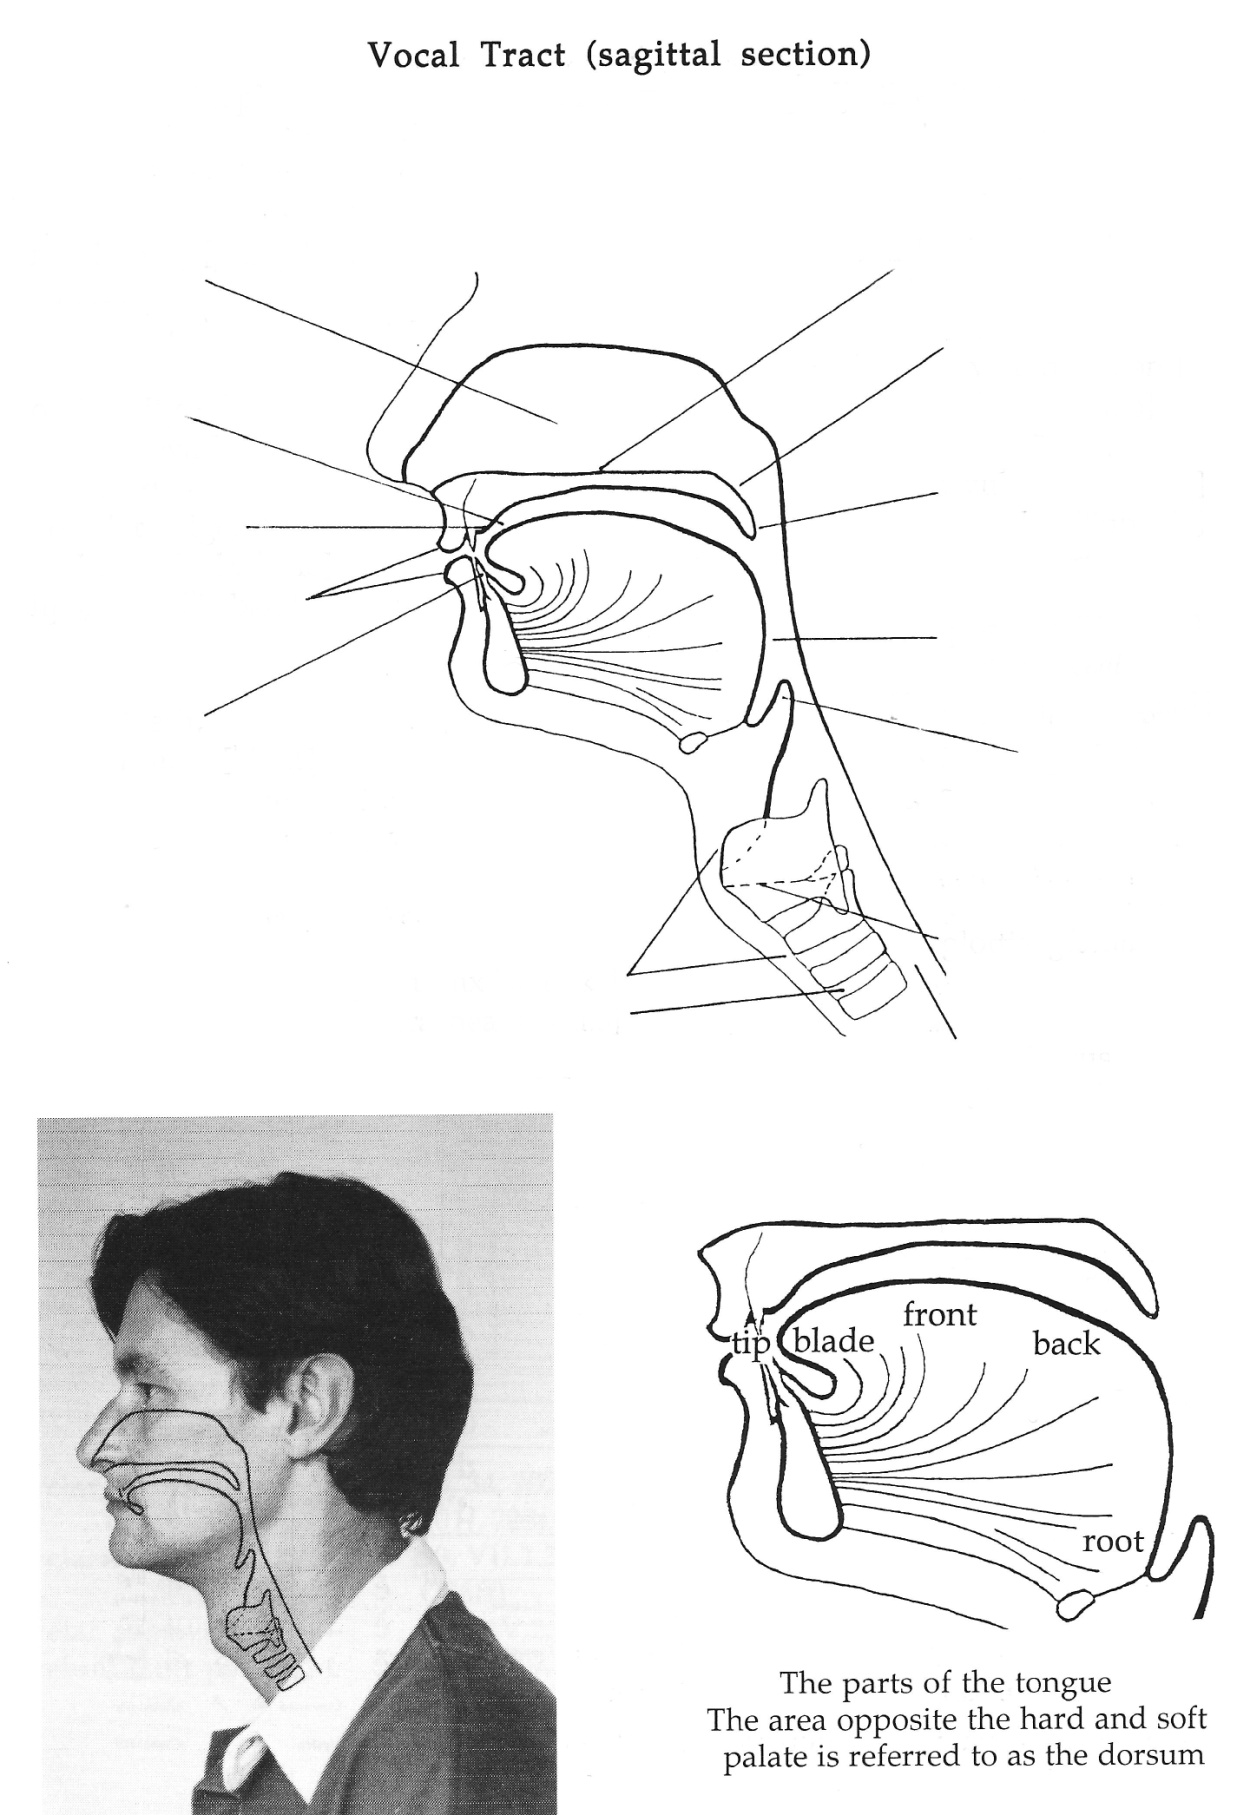 Vocal Tract (sagittal section)
front
tip blade back
root
The parts of the tongue
The area opposite the hard and soft
palate is referred to as the dorsum